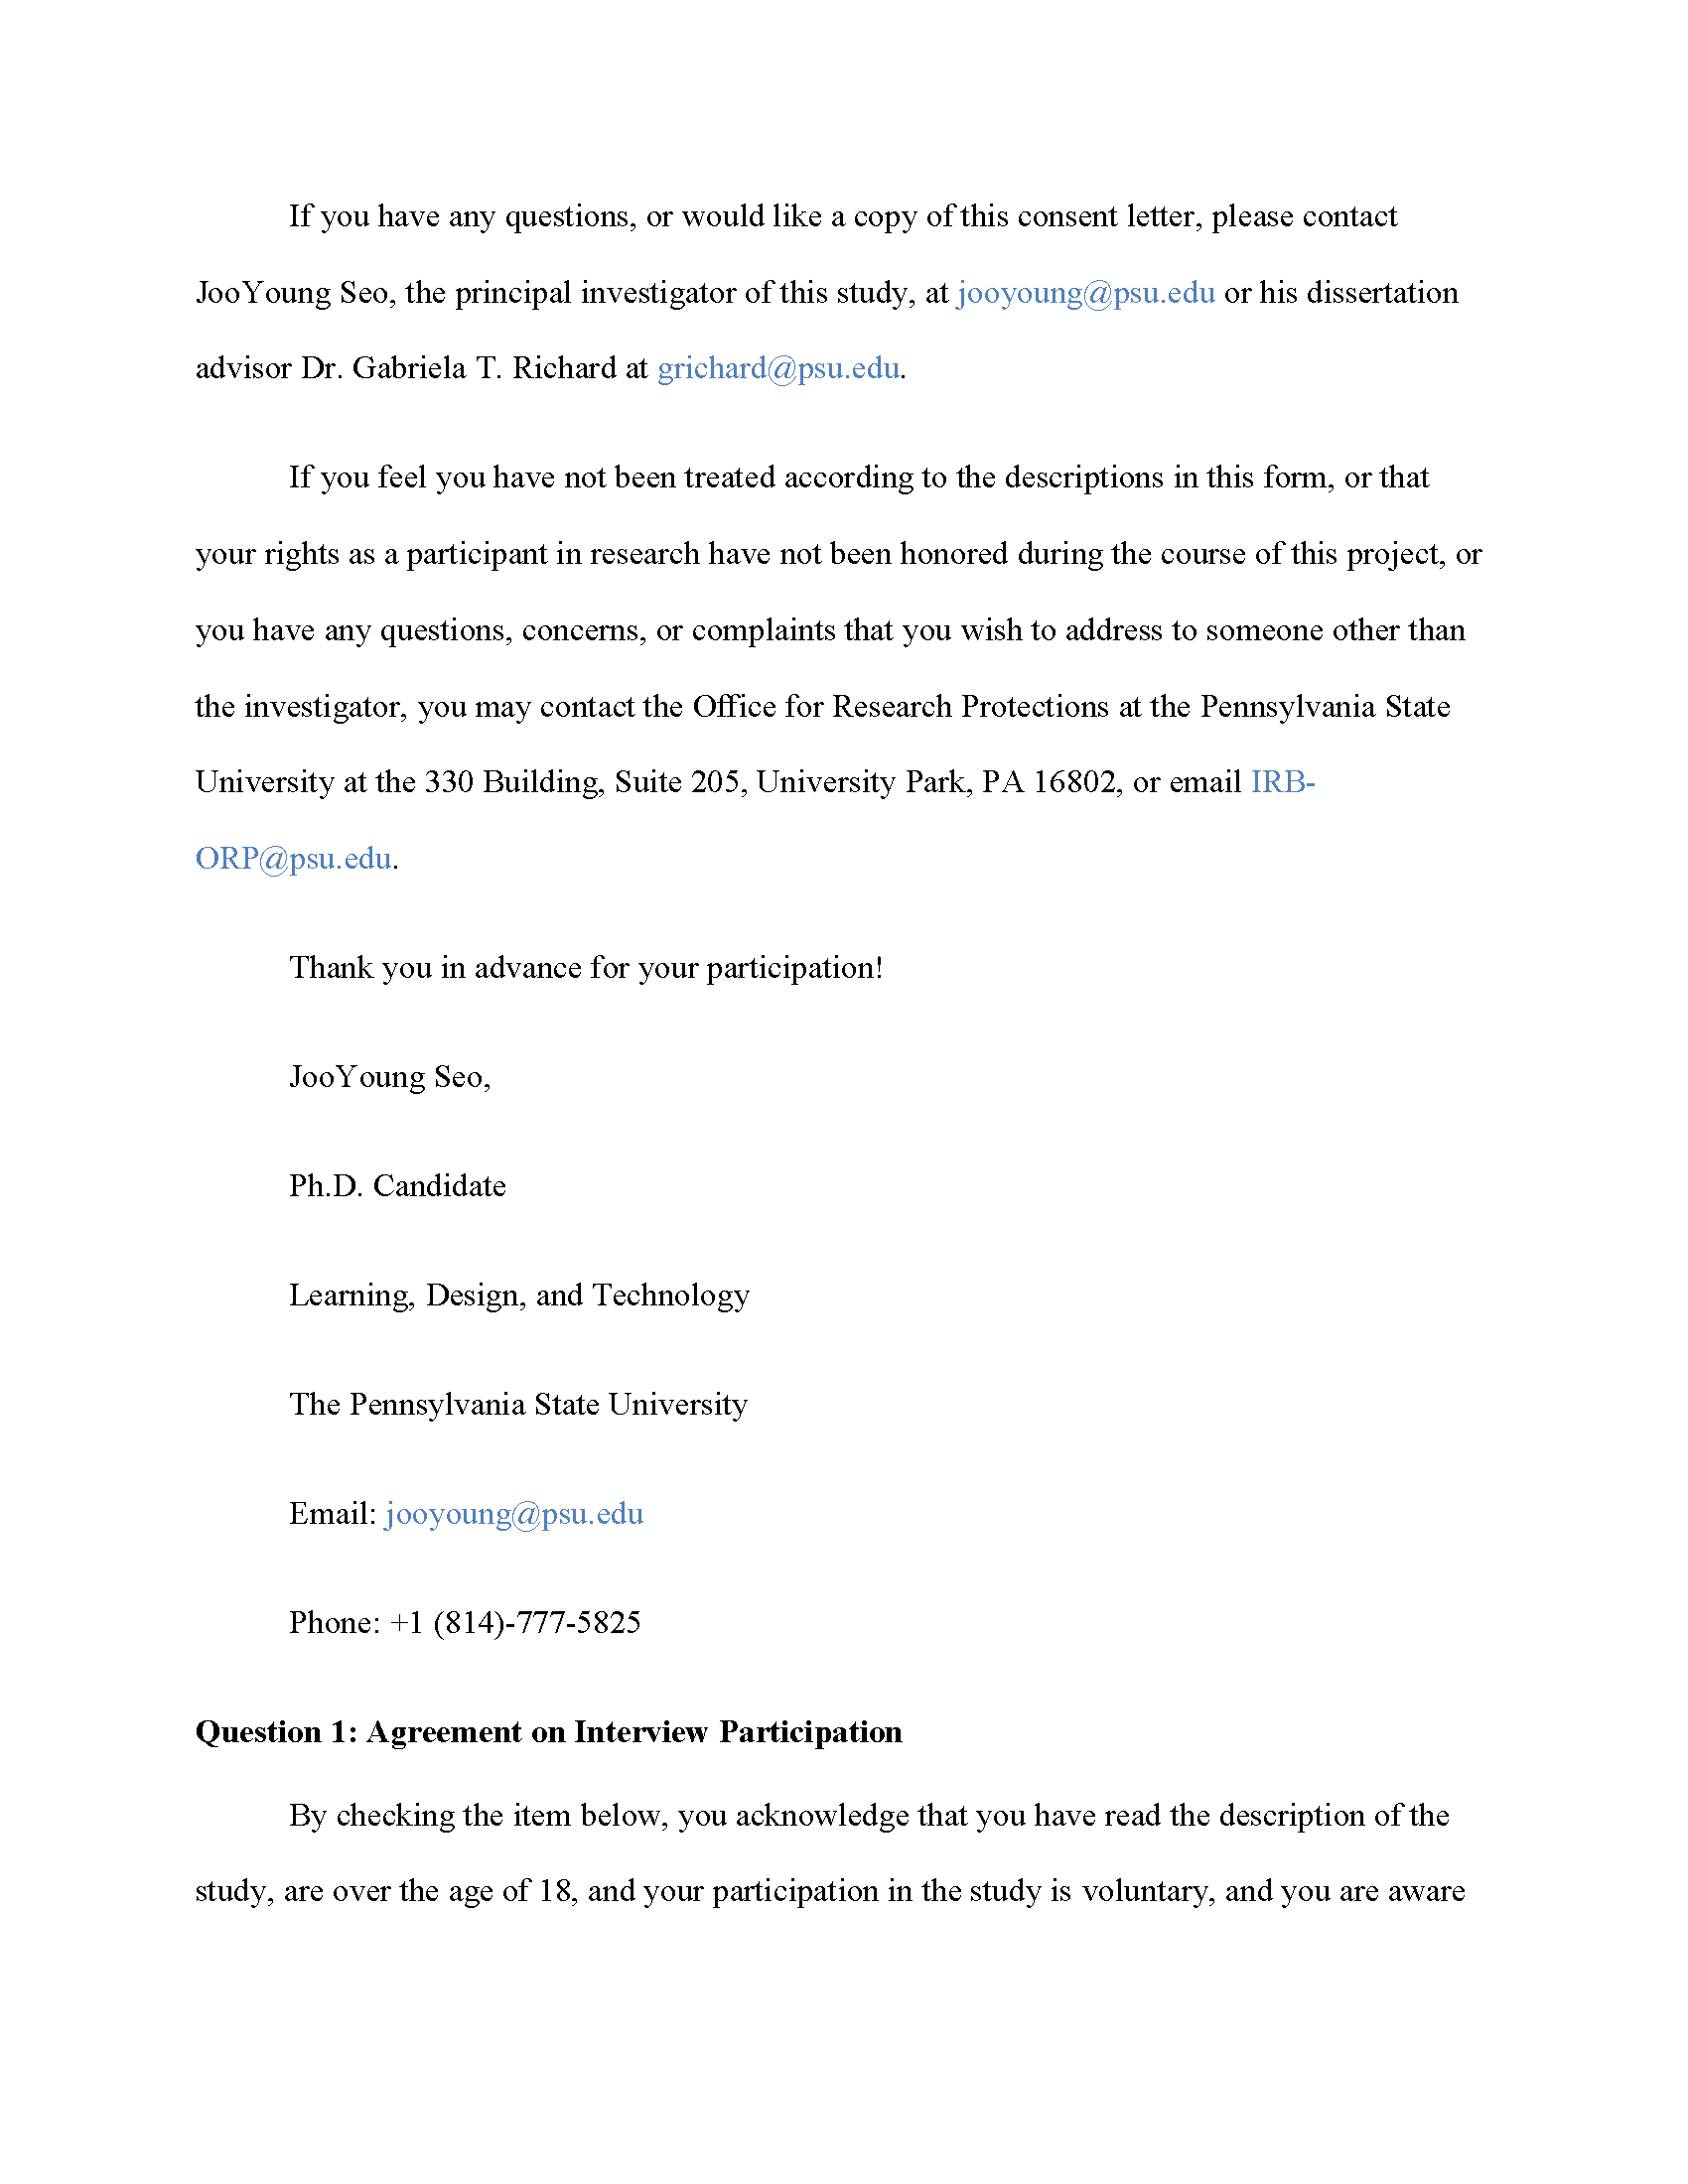 If you have any questions, or would like a copy of this consent letter, please contact
JooYoung Seo, the principal investigator of this study, at jooyoung@psu.edu or his dissertation
advisor Dr. Gabriela T. Richard at grichard@psu.edu.
If you feel you have not been treated according to the descriptions in this form, or that
your rights as a participant in research have not been honored during the course of this project, or
you have any questions, concerns, or complaints that you wish to address to someone other than
the investigator, you may contact the Office for Research Protections at the Pennsylvania State
University at the 330 Building, Suite 205, University Park, PA 16802, or email IRB-
ORP@psu.edu.
Thank you in advance for your participation!
JooYoung Seo,
Ph.D. Candidate
Learning, Design, and Technology
The Pennsylvania State University
Email: jooyoung@psu.edu
Phone: +1 (814)-777-5825
Question 1: Agreement on Interview Participation
By checking the item below, you acknowledge that you have read the description of the
study, are over the age of 18, and your participation in the study is voluntary, and you are aware